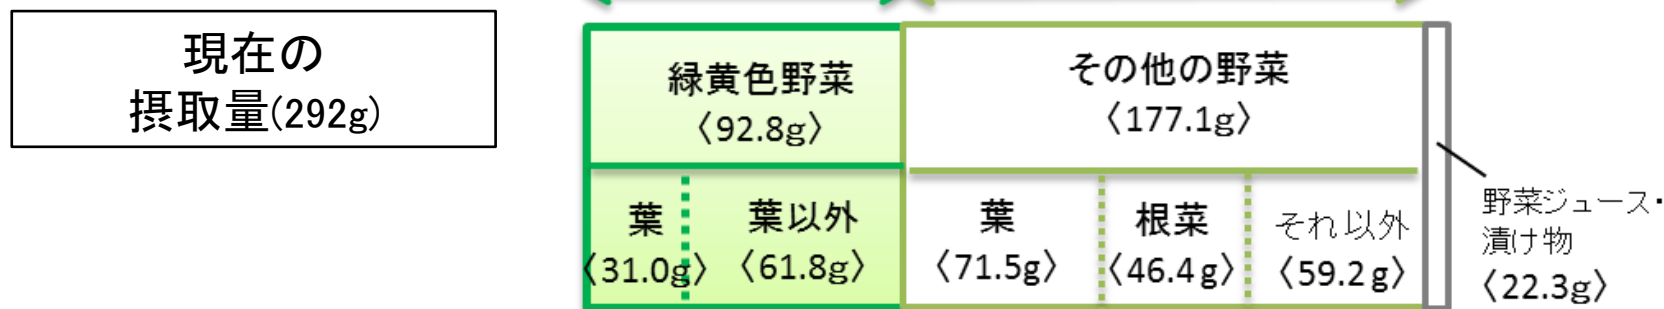 現在の
摂取量(292g)
緑黄色野菜
〈92.8g〉
その他の野菜
〈177.1g〉
葉
〈31.0g〉
葉以外
〈61.8g〉
葉
〈71.5g〉
根菜
〈46.4g〉
それ以外
〈59.2g〉
野菜ジュース・
漬け物
〈22.3g〉